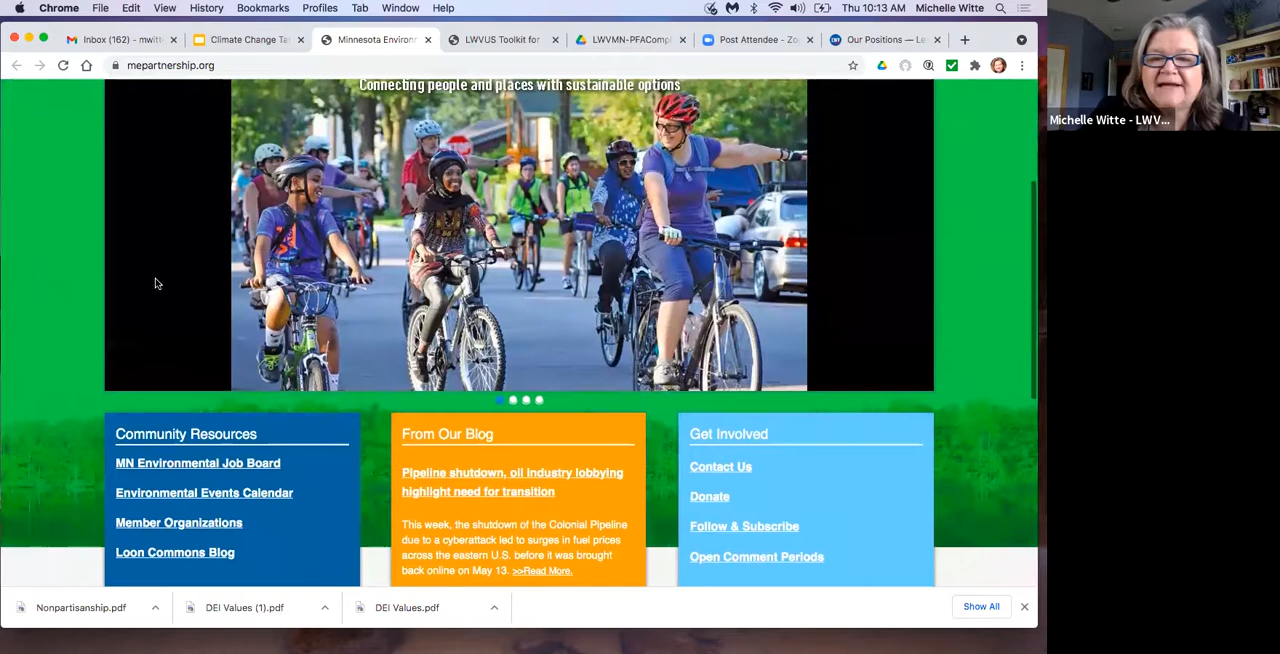 Chrome File Edit View History Bookmarks Profiles Tab Window Help Thu 10:13 AM Michelle Witte
Inbox (162) - mwitt
Climate Change Ta
Minnesota Environ
LWVUS Toolkit for
LWVMN-PFACompl
Post Attendee - Zo
Our Positions — Le
mepartnership.org
Connecting people and places with sustainable options
Michelle Witte - LWV...
Community Resources
MN Environmental Job Board
Environmental Events Calendar
Member Organizations
Loon Commons Blog
From Our Blog
Pipeline shutdown, oil industry lobbying
highlight need for transition
This week, the shutdown of the Colonial Pipeline
due to a cyberattack led to surges in fuel prices
across the eastern U.S. before it was brought
back online on May 13. >>Read More.
Get Involved
Contact Us
Donate
Follow & Subscribe
Open Comment Periods
Nonpartisanship.pdf
DEI Values (1).pdf
DEI Values.pdf
Show All